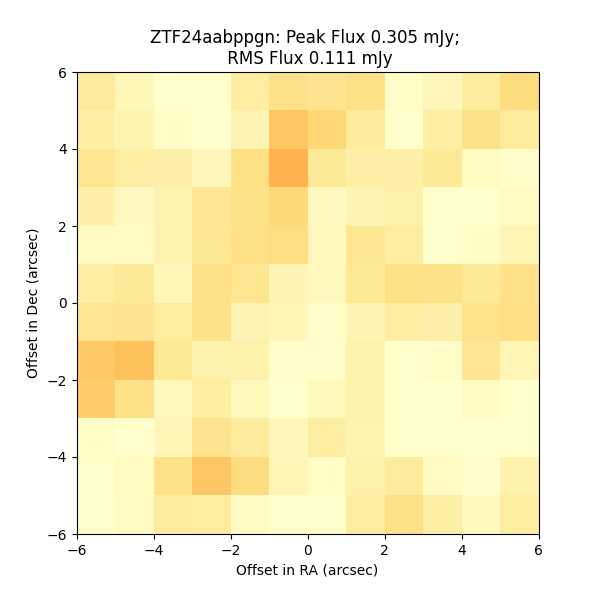 ZTF24aabppgn: Peak Flux 0.305 mJy;
RMS Flux 0.111 mJy
6
4
2
0
−2
−4
−6
Offset in Dec (arcsec)
−6 −4 −2 0 2 4 6
Offset in RA (arcsec)